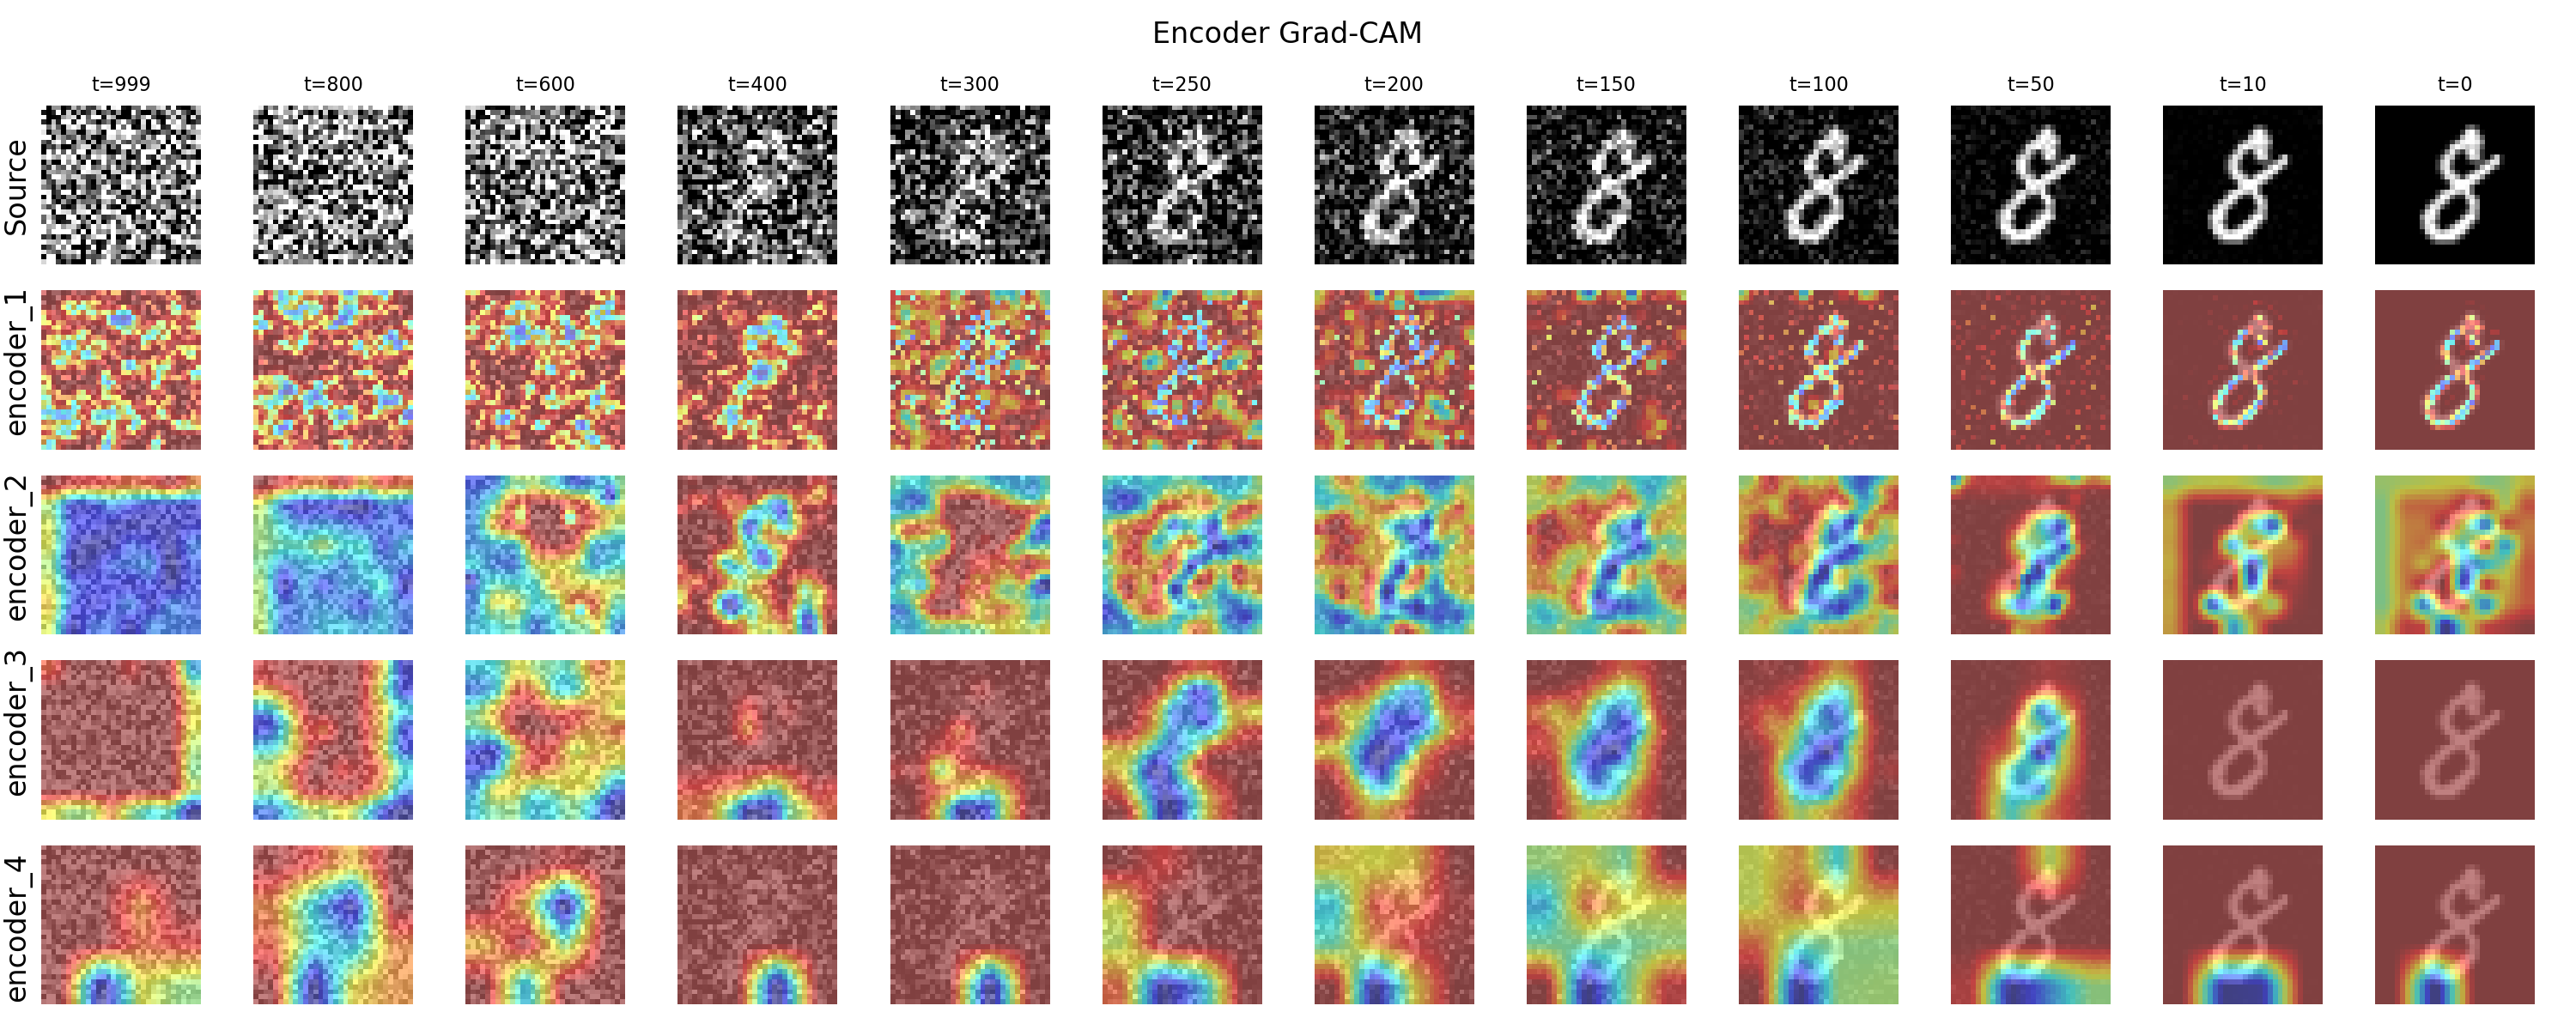 Encoder Grad-CAM
t=999 t=800 t=600 t=400 t=300 t=250 t=200 t=150 t=100 t=50 t=10 t=0
Source
encoder_1
encoder_2
encoder_3
encoder_4